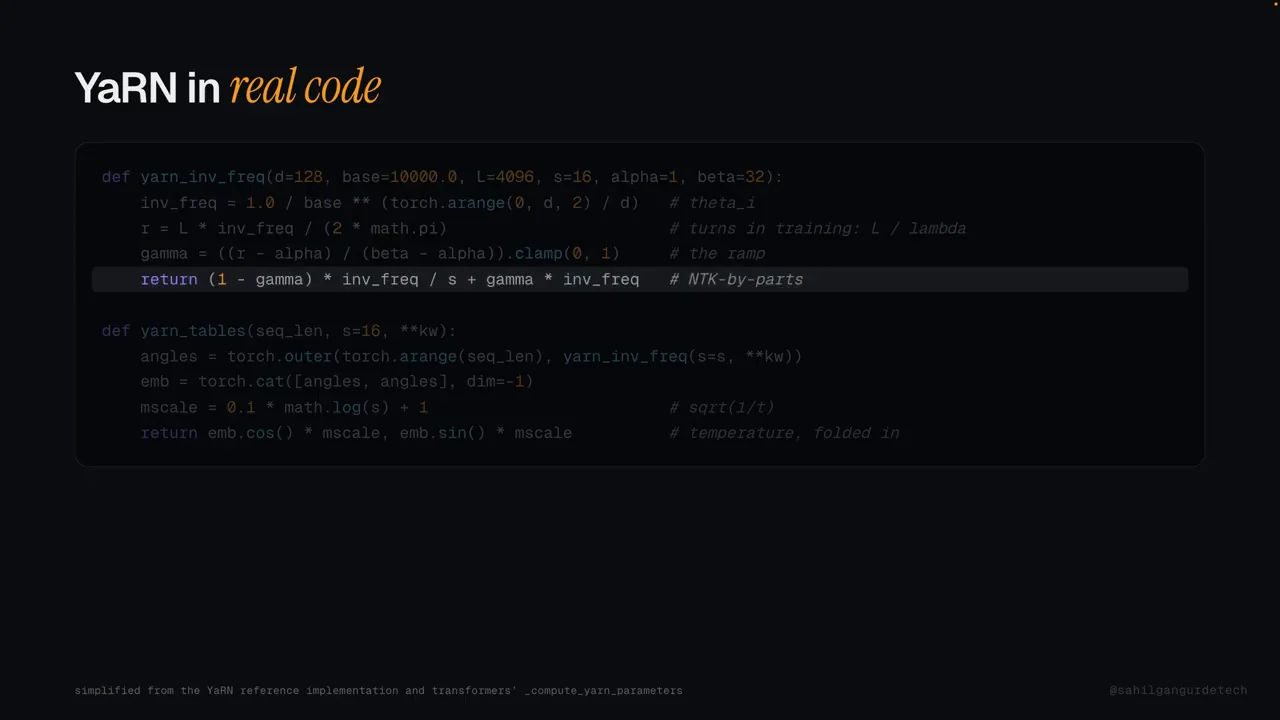 YaRN in real code
def yarn_inv_freq(d=128, base=10000.0, L=4096, s=16, alpha=1, beta=32):
    inv_freq = 1.0 / base ** (torch.arange(0, d, 2) / d)   # theta_i
    r = L * inv_freq / (2 * math.pi)                       # turns in training: L / lambda
    gamma = ((r - alpha) / (beta - alpha)).clamp(0, 1)     # the ramp
    return (1 - gamma) * inv_freq / s + gamma * inv_freq   # NTK-by-parts
def yarn_tables(seq_len, s=16, **kw):
    angles = torch.outer(torch.arange(seq_len), yarn_inv_freq(s=s, **kw))
    emb = torch.cat([angles, angles], dim=-1)
    mscale = 0.1 * math.log(s) + 1                         # sqrt(1/t)
    return emb.cos() * mscale, emb.sin() * mscale          # temperature, folded in
simplified from the YaRN reference implementation and transformers' _compute_yarn_parameters
@sahilgangurdetech